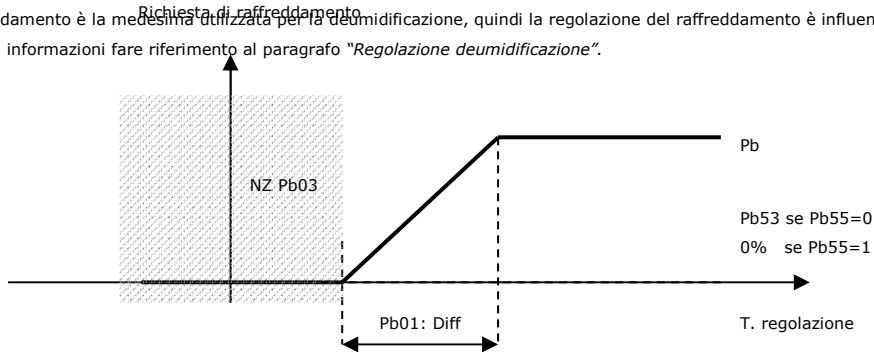 Richiesta di raffreddamento
damento è la medesima utilizzata per la deumidificazione, quindi la regolazione del raffreddamento è influen
informazioni fare riferimento al paragrafo “Regolazione deumidificazione”.
NZ Pb03
Pb
Pb53 se Pb55=0
0% se Pb55=1
Pb01: Diff
T. regolazione